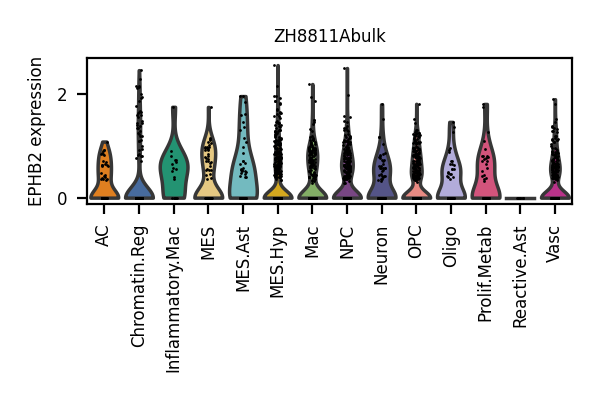 ZH8811Abulk
EPHB2 expression
2
0
AC
Chromatin.Reg
Inflammatory.Mac
MES
MES.Ast
MES.Hyp
Mac
NPC
Neuron
OPC
Oligo
Prolif.Metab
Reactive.Ast
Vasc